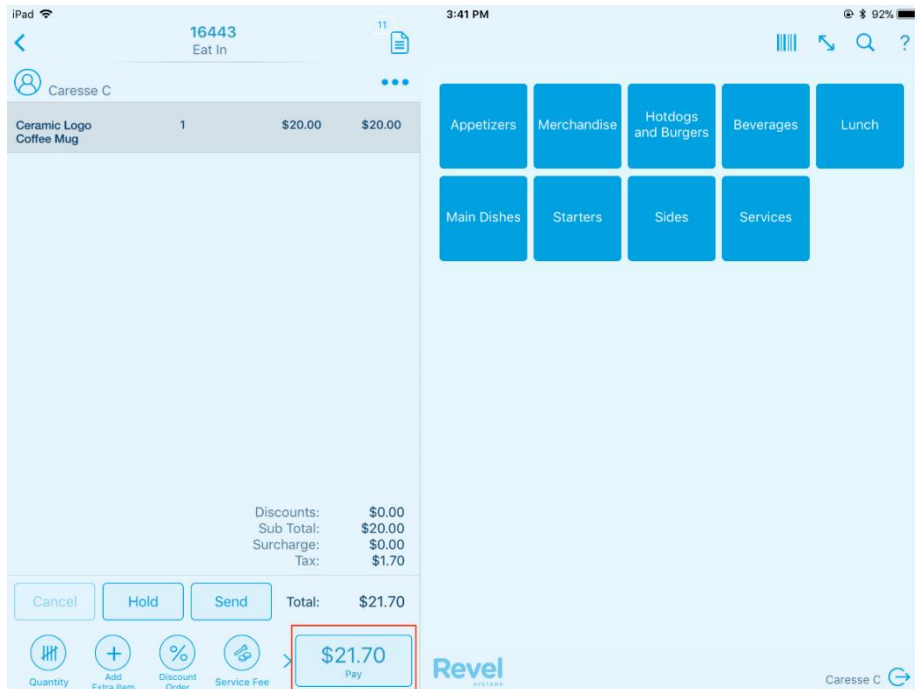 iPad 3:41 PM 92%
16443
Eat In
11
?
Caresse C
Ceramic Logo 1 $20.00 $20.00
Coffee Mug
Appetizers Merchandise Hotdogs and Burgers Beverages Lunch
Main Dishes Starters Sides Services
Discounts: $0.00
Sub Total: $20.00
Surcharge: $0.00
Tax: $1.70
Cancel Hold Send Total: $21.70
Quantity
Add
Extra Item
Discount
Order
Service Fee
$21.70
Pay
Revel
SYSTEMS
Caresse C